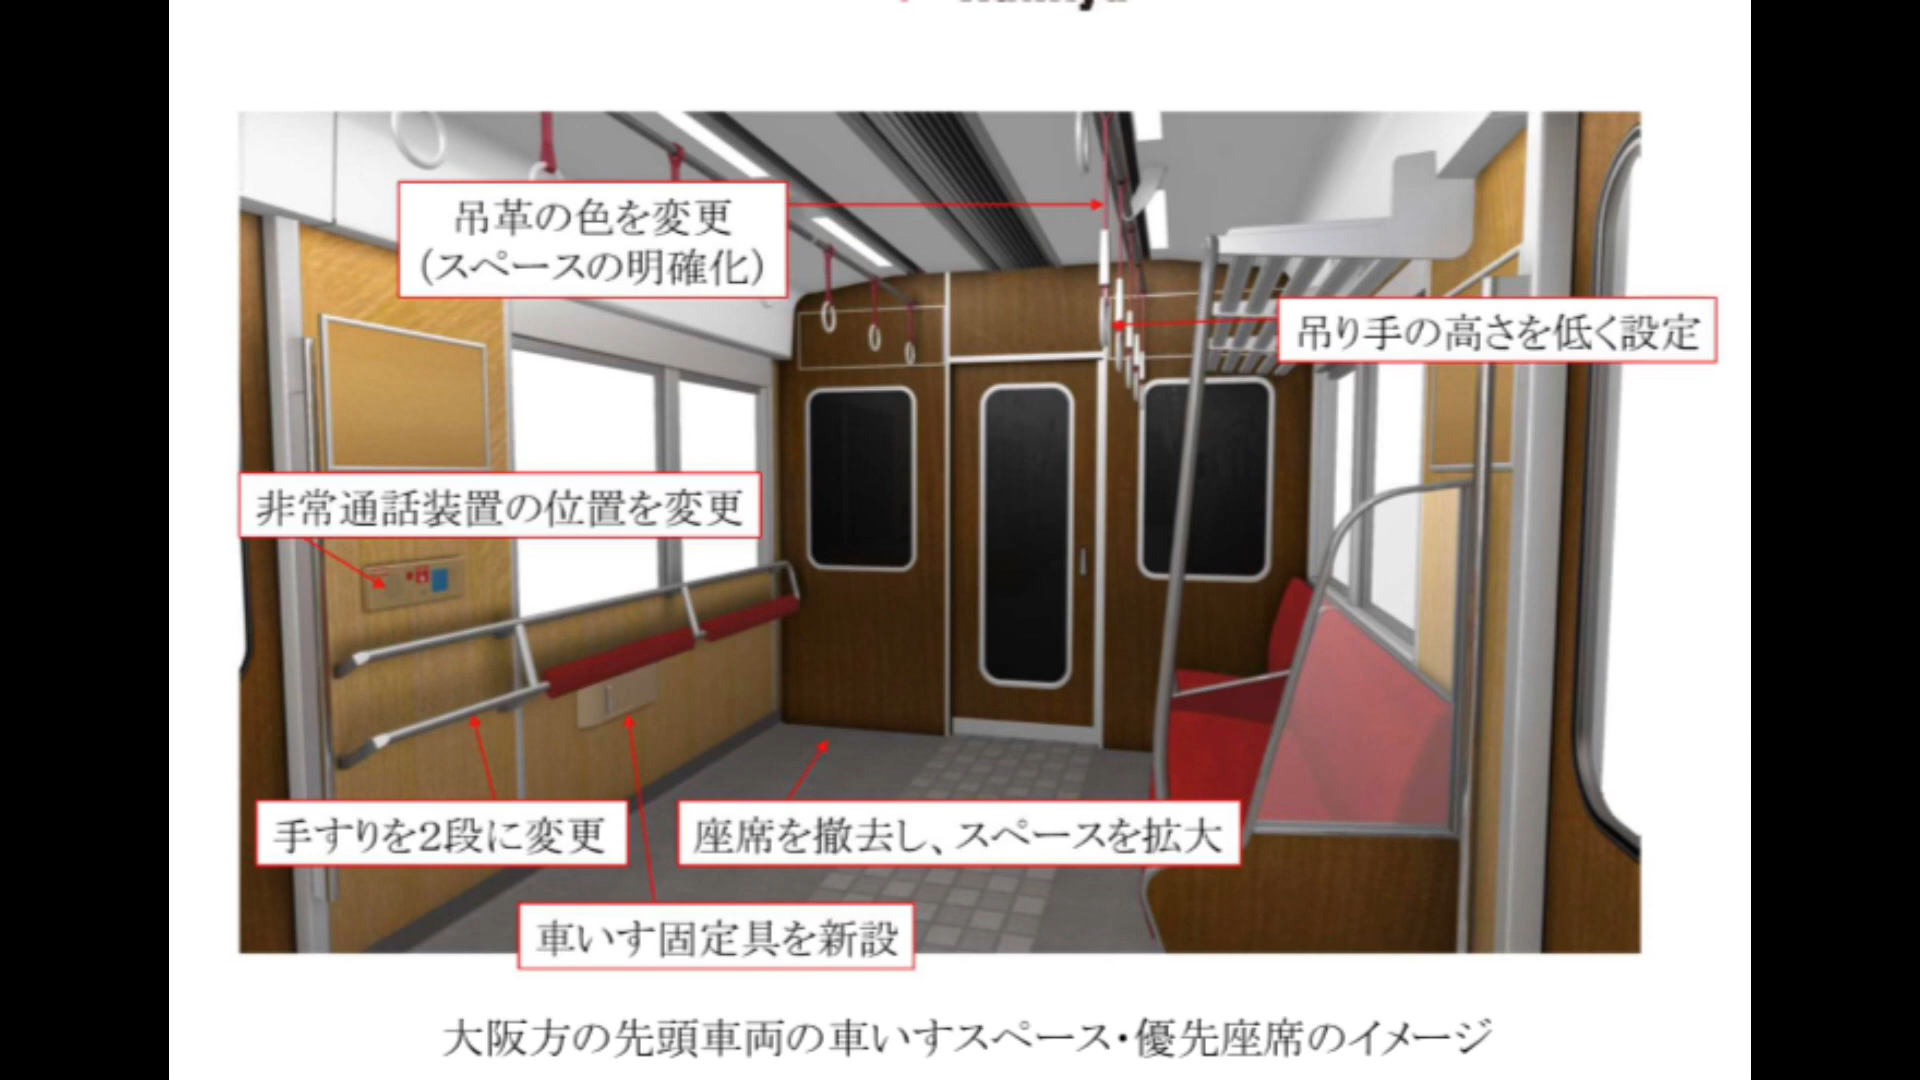 吊革の色を変更
（スペースの明確化）
吊り手の高さを低く設定
非常通話装置の位置を変更
手すりを2段に変更
座席を撤去し、スペースを拡大
車いす固定具を新設
大阪方の先頭車両の車いすスペース・優先座席のイメージ